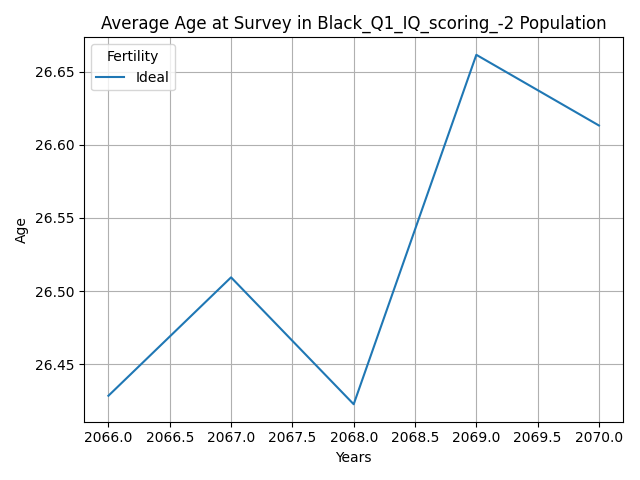 Average Age at Survey in Black_Q1_IQ_scoring_-2 Population
Fertility
Ideal
26.65
26.60
26.55
26.50
26.45
Age
2066.0 2066.5 2067.0 2067.5 2068.0 2068.5 2069.0 2069.5 2070.0
Years